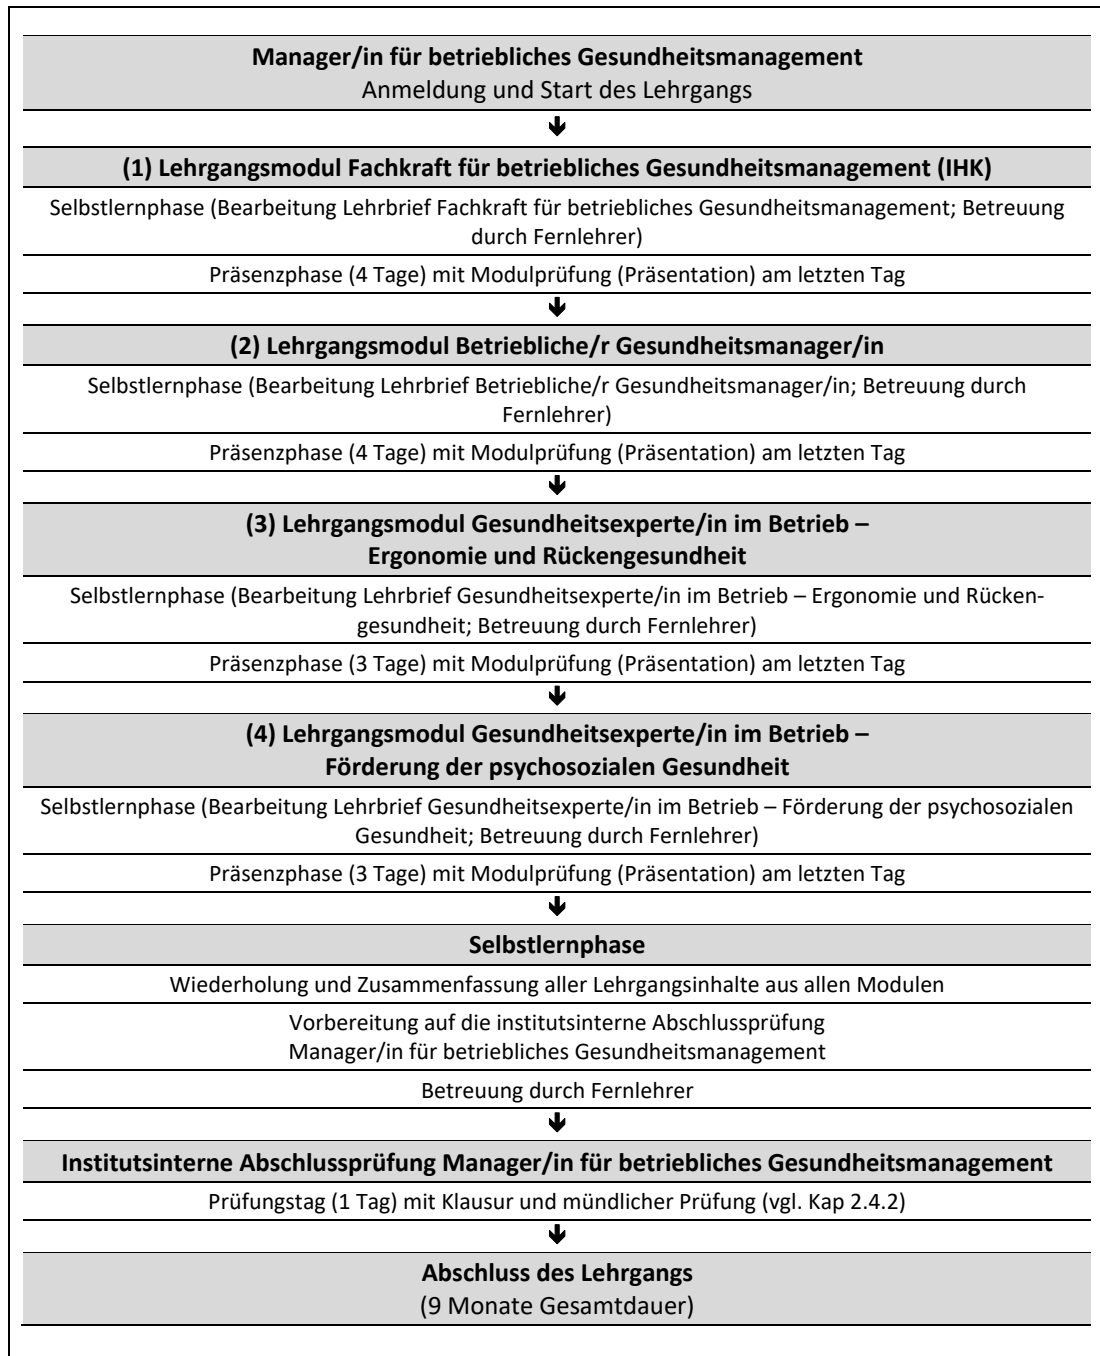 Manager/in für betriebliches Gesundheitsmanagement
Anmeldung und Start des Lehrgangs
(1) Lehrgangsmodul Fachkraft für betriebliches Gesundheitsmanagement (IHK)
Selbstlernphase (Bearbeitung Lehrbrief Fachkraft für betriebliches Gesundheitsmanagement; Betreuung
durch Fernlehrer)
Präsenzphase (4 Tage) mit Modulprüfung (Präsentation) am letzten Tag
(2) Lehrgangsmodul Betriebliche/r Gesundheitsmanager/in
Selbstlernphase (Bearbeitung Lehrbrief Betriebliche/r Gesundheitsmanager/in; Betreuung durch
Fernlehrer)
Präsenzphase (4 Tage) mit Modulprüfung (Präsentation) am letzten Tag
(3) Lehrgangsmodul Gesundheitsexperte/in im Betrieb –
Ergonomie und Rückengesundheit
Selbstlernphase (Bearbeitung Lehrbrief Gesundheitsexperte/in im Betrieb – Ergonomie und Rücken-
gesundheit; Betreuung durch Fernlehrer)
Präsenzphase (3 Tage) mit Modulprüfung (Präsentation) am letzten Tag
(4) Lehrgangsmodul Gesundheitsexperte/in im Betrieb –
Förderung der psychosozialen Gesundheit
Selbstlernphase (Bearbeitung Lehrbrief Gesundheitsexperte/in im Betrieb – Förderung der psychosozialen
Gesundheit; Betreuung durch Fernlehrer)
Präsenzphase (3 Tage) mit Modulprüfung (Präsentation) am letzten Tag
Selbstlernphase
Wiederholung und Zusammenfassung aller Lehrgangsinhalte aus allen Modulen
Vorbereitung auf die institutsinterne Abschlussprüfung
Manager/in für betriebliches Gesundheitsmanagement
Betreuung durch Fernlehrer
Institutsinterne Abschlussprüfung Manager/in für betriebliches Gesundheitsmanagement
Prüfungstag (1 Tag) mit Klausur und mündlicher Prüfung (vgl. Kap 2.4.2)
Abschluss des Lehrgangs
(9 Monate Gesamtdauer)